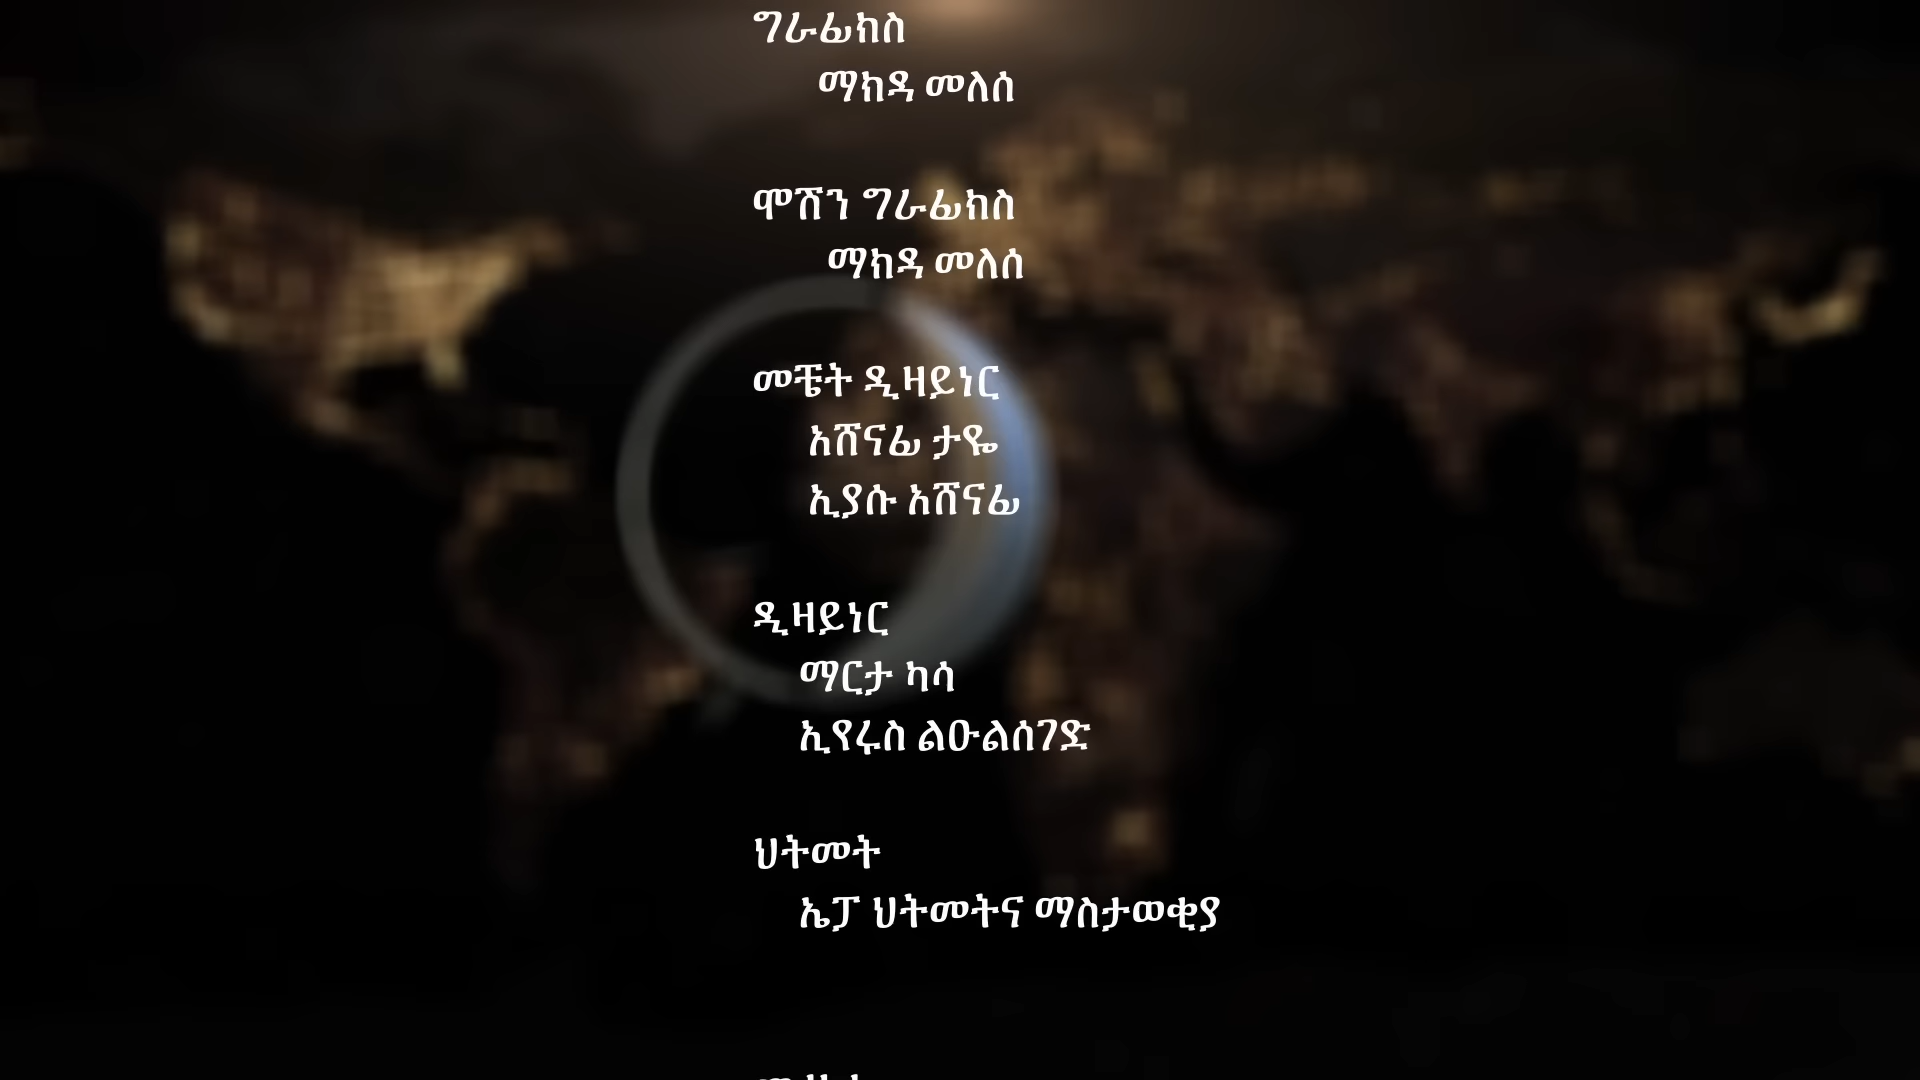 ግራፊክስ
ማክዳ መለሰ
ሞሽን ግራፊክስ
ማክዳ መለሰ
መቼት ዲዛይነር
አሸናፊ ታዬ
ኢያሱ አሸናፊ
ዲዛይነር
ማርታ ካሳ
ኢየሩስ ልዑልሰገድ
ህትመት
ኤፓ ህትመትና ማስታወቂያ